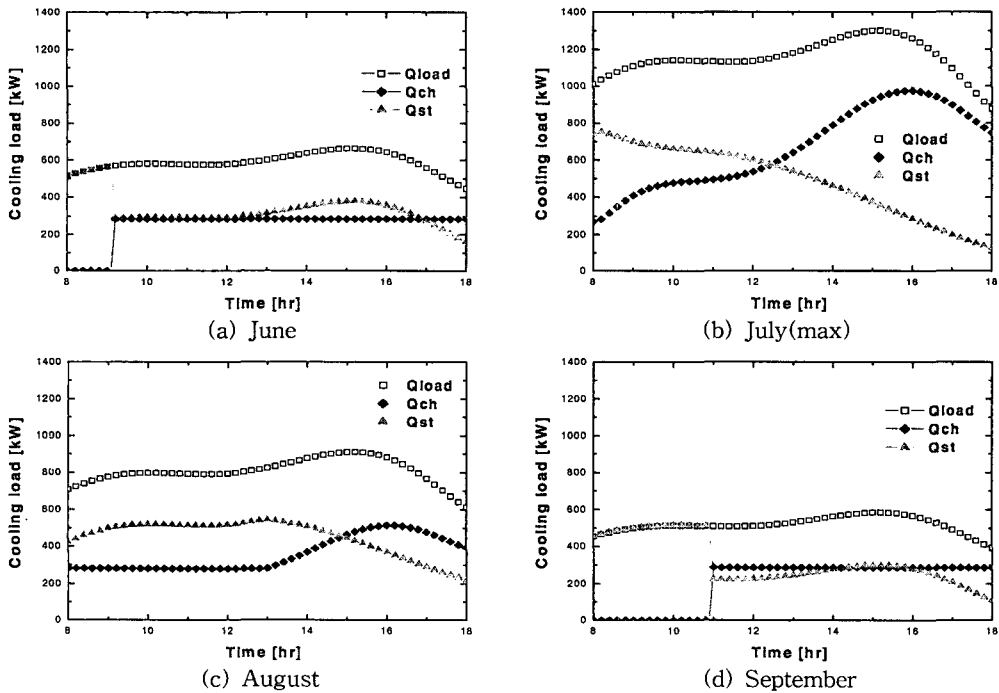 1400
1200
1000
800
600
400
200
0
Cooling load [kW]
Qload
Qch
Qst
8 10 12 14 16 18
Time [hr]
(a) June
1400
1200
1000
800
600
400
200
0
Cooling load [kW]
Qload
Qch
Qst
8 10 12 14 16 18
Time [hr]
(b) July(max)
1400
1200
1000
800
600
400
200
0
Cooling load [kW]
Qload
Qch
Qst
8 10 12 14 16 18
Time [hr]
(c) August
1400
1200
1000
800
600
400
200
0
Cooling load [kW]
Qload
Qch
Qst
8 10 12 14 16 18
Time [hr]
(d) September